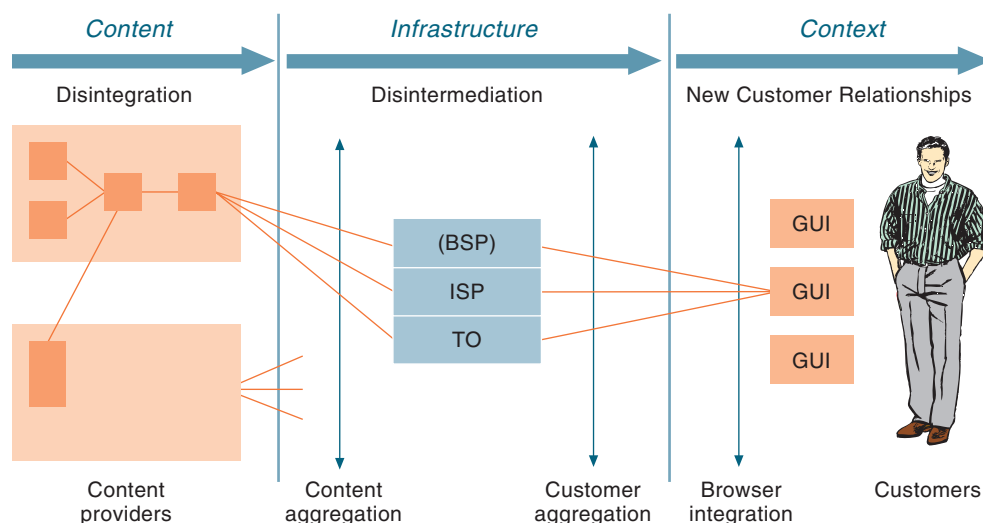 Content
Infrastructure
Context
Disintegration
Disintermediation
New Customer Relationships
(BSP)
ISP
TO
GUI
GUI
GUI
Content
providers
Content
aggregation
Customer
aggregation
Browser
integration
Customers